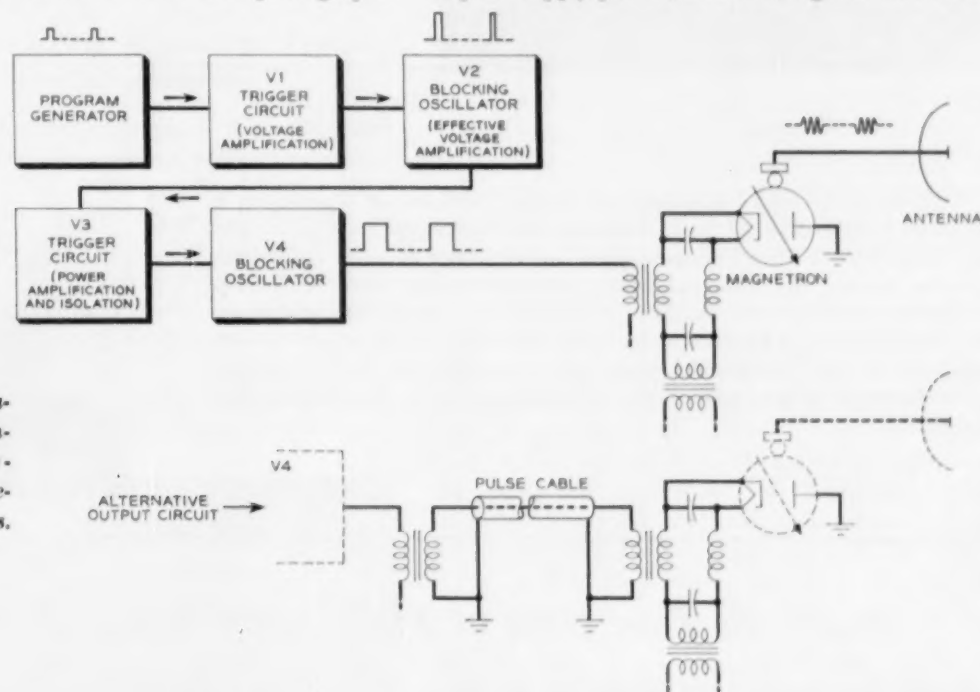 PROGRAM
GENERATOR
V1
TRIGGER
CIRCUIT
(VOLTAGE
AMPLIFICATION)
V2
BLOCKING
OSCILLATOR
(EFFECTIVE
VOLTAGE
AMPLIFICATION)
V3
TRIGGER
CIRCUIT
(POWER
AMPLIFICATION
AND ISOLATION)
V4
BLOCKING
OSCILLATOR
MAGNETRON
ANTENNA
V4
ALTERNATIVE
OUTPUT CIRCUIT
PULSE CABLE